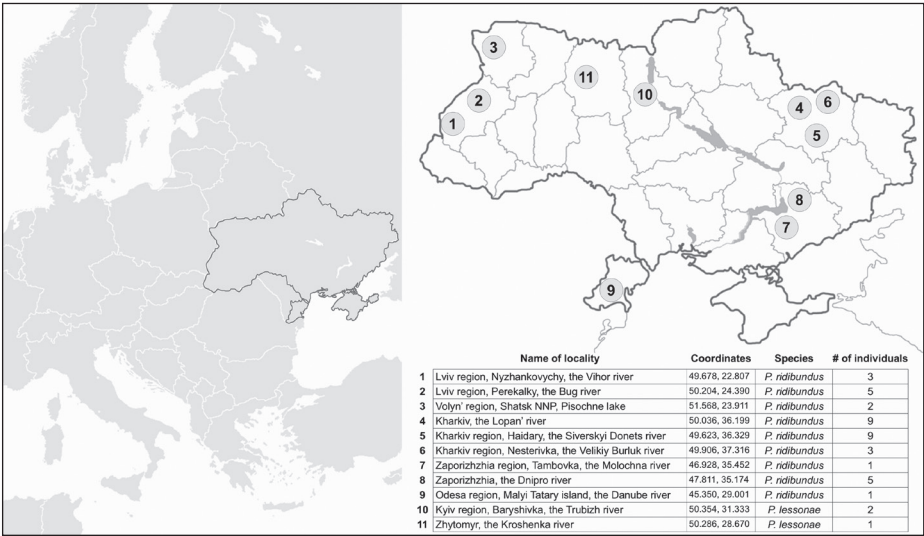 3
11
2
10
4
6
1
5
8
7
9
Name of locality Coordinates Species # of individuals
1 Lviv region, Nyzhankovychy, the Vihor river 49.678, 22.807 P. ridibundus 3
2 Lviv region, Perekalky, the Bug river 50.204, 24.390 P. ridibundus 5
3 Volyn' region, Shatsk NNP, Pisochne lake 51.568, 23.911 P. ridibundus 2
4 Kharkiv, the Lopan' river 50.036, 36.199 P. ridibundus 9
5 Kharkiv region, Haidary, the Siverskyi Donets river 49.623, 36.329 P. ridibundus 9
6 Kharkiv region, Nesterivka, the Velikiy Burluk river 49.906, 37.316 P. ridibundus 3
7 Zaporizhzhia region, Tambovka, the Molochna river 46.928, 35.452 P. ridibundus 1
8 Zaporizhzhia, the Dnipro river 47.811, 35.174 P. ridibundus 5
9 Odesa region, Malyi Tatary island, the Danube river 45.350, 29.001 P. ridibundus 1
10 Kyiv region, Baryshivka, the Trubizh river 50.354, 31.333 P. lessonae 2
11 Zhytomyr, the Kroshenka river 50.286, 28.670 P. lessonae 1